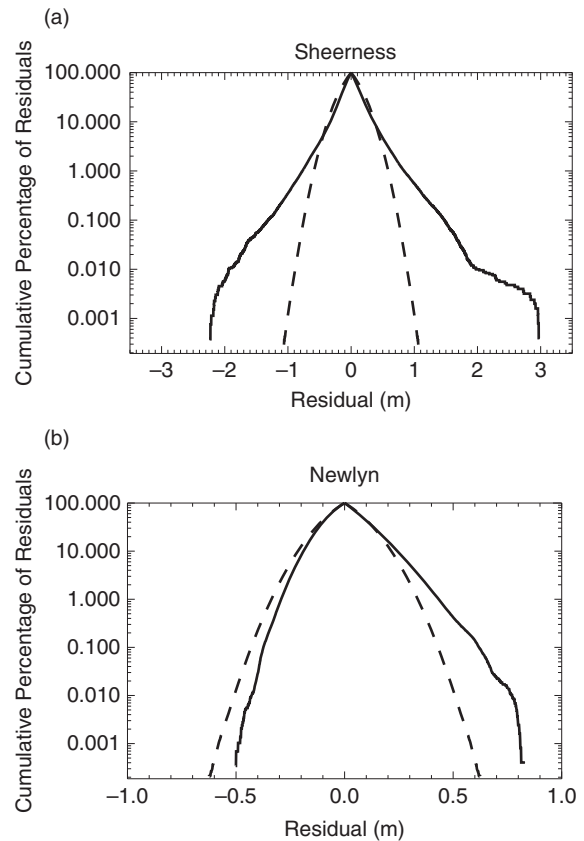 (a)
Sheerness
Cumulative Percentage of Residuals
100.000
10.000
1.000
0.100
0.010
0.001
−3 −2 −1 0 1 2 3
Residual (m)
(b)
Newlyn
Cumulative Percentage of Residuals
100.000
10.000
1.000
0.100
0.010
0.001
−1.0 −0.5 0.0 0.5 1.0
Residual (m)